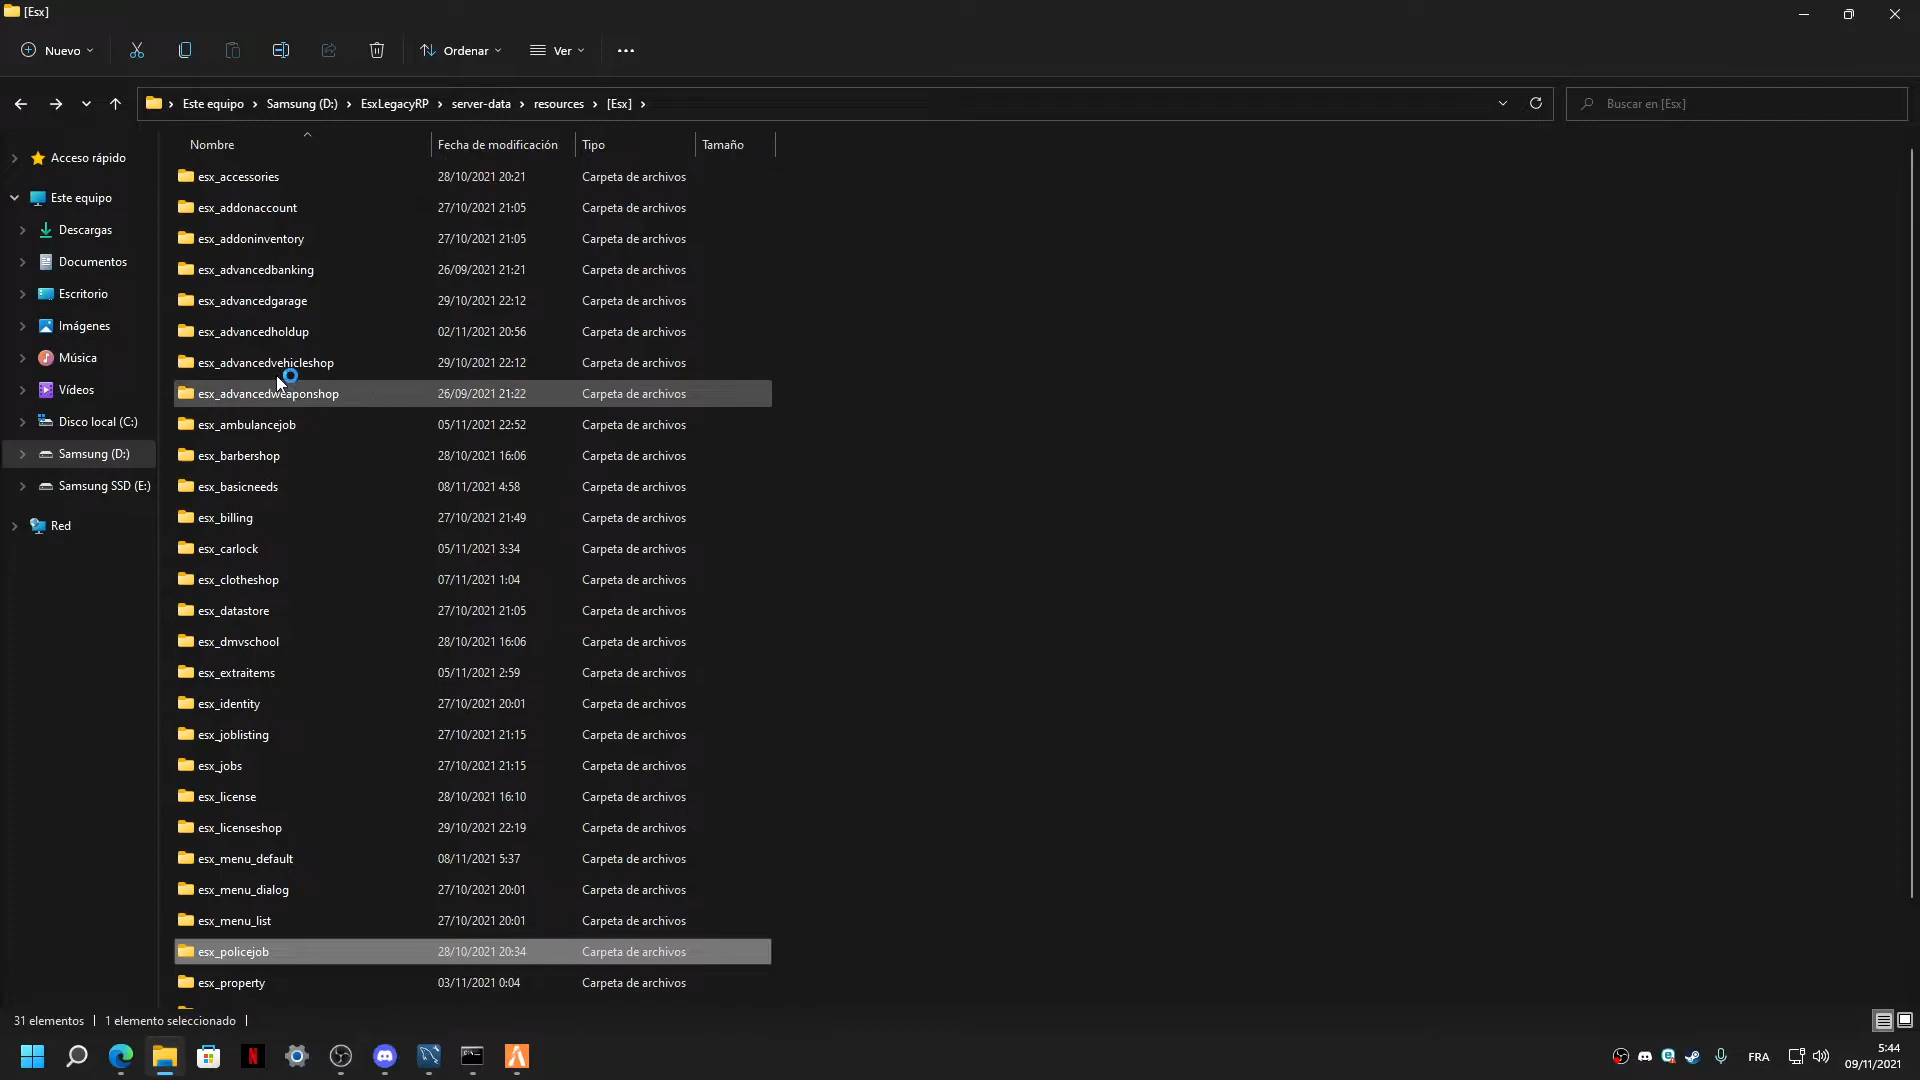 [Esx]
Nuevo
Ordenar
Ver
Este equipo > Samsung (D:) > EsxLegacyRP > server-data > resources > [Esx] >
Buscar en [Esx]
Acceso rápido
Este equipo
Descargas
Documentos
Escritorio
Imágenes
Música
Vídeos
Disco local (C:)
Samsung (D:)
Samsung SSD (E:)
Red
Nombre Fecha de modificación Tipo Tamaño
esx_accessories 28/10/2021 20:21 Carpeta de archivos
esx_addonaccount 27/10/2021 21:05 Carpeta de archivos
esx_addoninventory 27/10/2021 21:05 Carpeta de archivos
esx_advancedbanking 26/09/2021 21:21 Carpeta de archivos
esx_advancedgarage 29/10/2021 22:12 Carpeta de archivos
esx_advancedholdup 02/11/2021 20:56 Carpeta de archivos
esx_advancedvehicleshop 29/10/2021 22:12 Carpeta de archivos
esx_advancedweaponshop 26/09/2021 21:22 Carpeta de archivos
esx_ambulancejob 05/11/2021 22:52 Carpeta de archivos
esx_barbershop 28/10/2021 16:06 Carpeta de archivos
esx_basicneeds 08/11/2021 4:58 Carpeta de archivos
esx_billing 27/10/2021 21:49 Carpeta de archivos
esx_carlock 05/11/2021 3:34 Carpeta de archivos
esx_clotheshop 07/11/2021 1:04 Carpeta de archivos
esx_datastore 27/10/2021 21:05 Carpeta de archivos
esx_dmvschool 28/10/2021 16:06 Carpeta de archivos
esx_extraitems 05/11/2021 2:59 Carpeta de archivos
esx_identity 27/10/2021 20:01 Carpeta de archivos
esx_joblisting 27/10/2021 21:15 Carpeta de archivos
esx_jobs 27/10/2021 21:15 Carpeta de archivos
esx_license 28/10/2021 16:10 Carpeta de archivos
esx_licenseshop 29/10/2021 22:19 Carpeta de archivos
esx_menu_default 08/11/2021 5:37 Carpeta de archivos
esx_menu_dialog 27/10/2021 20:01 Carpeta de archivos
esx_menu_list 27/10/2021 20:01 Carpeta de archivos
esx_policejob 28/10/2021 20:34 Carpeta de archivos
esx_property 03/11/2021 0:04 Carpeta de archivos
31 elementos | 1 elemento seleccionado |
FRA
5:44
09/11/2021